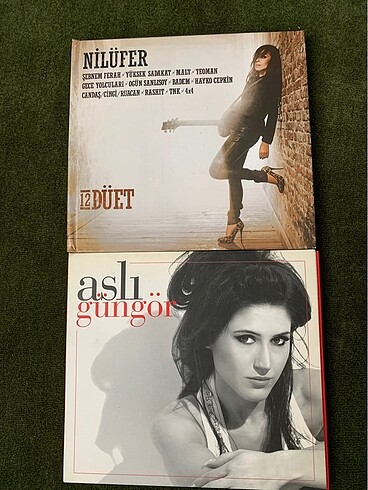 NİLÜFER
ŞEBNEM FERAH × YÜKSEK SADAKAT × MALT × YEOMAN
GECE YOLCULARI × OGÜN SANLISOY × BADEM × HAYKO CEPKİN
CANDAŞ/CİNGİ/RUACAN × RASHIT × TNK × 4x4
12 DÜET
aslı
güngör